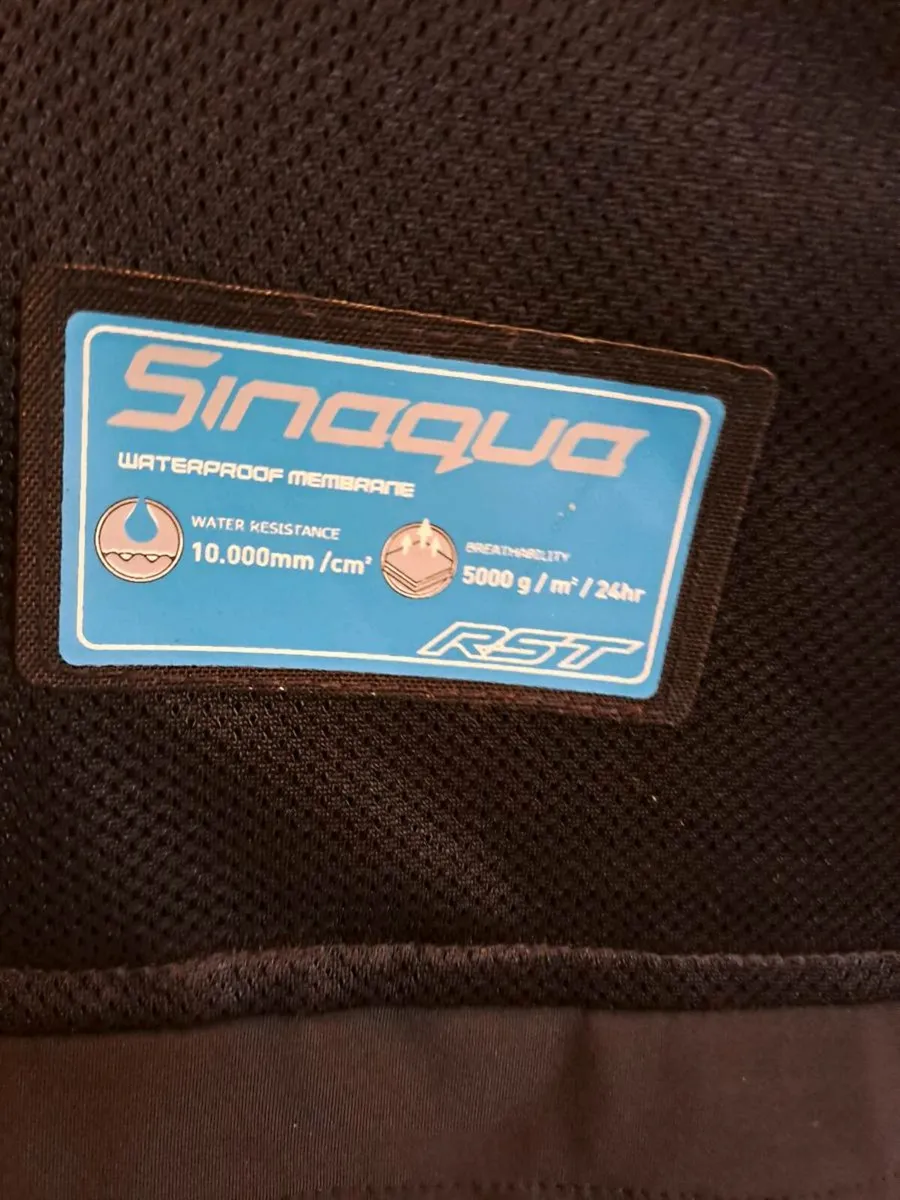 Sinaqua
WATERPROOF MEMBRANE
WATER RESISTANCE
10.000mm /cm²
BREATHABILITY
5000 g / m² / 24hr
RST